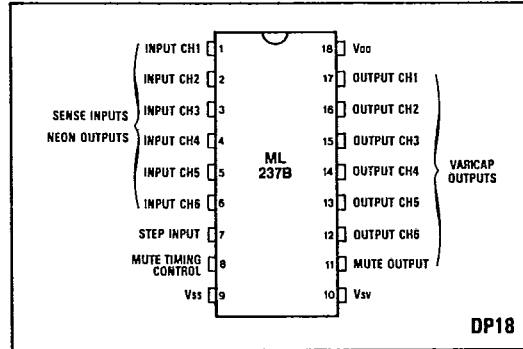 INPUT CH1 1
INPUT CH2 2
INPUT CH3 3
INPUT CH4 4
INPUT CH5 5
INPUT CH6 6
STEP INPUT 7
MUTE TIMING
CONTROL 8
Vss 9
SENSE INPUTS
NEON OUTPUTS
ML
237B
18 VDD
17 OUTPUT CH1
16 OUTPUT CH2
15 OUTPUT CH3
14 OUTPUT CH4
13 OUTPUT CH5
12 OUTPUT CH6
11 MUTE OUTPUT
10 Vsv
VARICAP
OUTPUTS
DP18